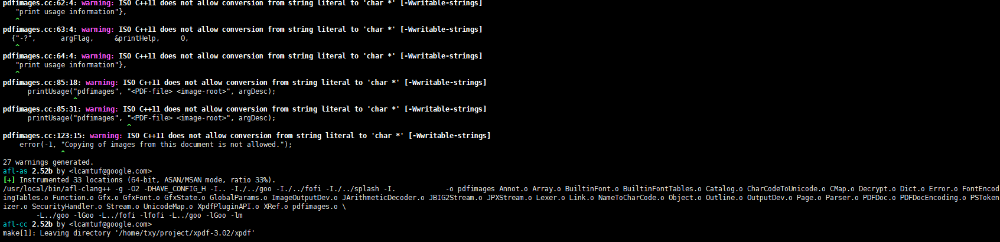 pdfimages.cc:62:4: warning: ISO C++11 does not allow conversion from string literal to 'char *' [-Wwritable-strings]
   "print usage information"},
   ^
pdfimages.cc:63:4: warning: ISO C++11 does not allow conversion from string literal to 'char *' [-Wwritable-strings]
  {"-?",      argFlag,     &printHelp,     0,
   ^
pdfimages.cc:64:4: warning: ISO C++11 does not allow conversion from string literal to 'char *' [-Wwritable-strings]
   "print usage information"},
   ^
pdfimages.cc:85:18: warning: ISO C++11 does not allow conversion from string literal to 'char *' [-Wwritable-strings]
      printUsage("pdfimages", "<PDF-file> <image-root>", argDesc);
                 ^
pdfimages.cc:85:31: warning: ISO C++11 does not allow conversion from string literal to 'char *' [-Wwritable-strings]
      printUsage("pdfimages", "<PDF-file> <image-root>", argDesc);
                              ^
pdfimages.cc:123:15: warning: ISO C++11 does not allow conversion from string literal to 'char *' [-Wwritable-strings]
    error(-1, "Copying of images from this document is not allowed.");
              ^
27 warnings generated.
afl-as 2.52b by <lcamtuf@google.com>
[+] Instrumented 33 locations (64-bit, ASAN/MSAN mode, ratio 33%).
/usr/local/bin/afl-clang++ -g -O2 -DHAVE_CONFIG_H -I.. -I./../goo -I./../fofi -I./../splash -I.            -o pdfimages Annot.o Array.o BuiltinFont.o BuiltinFontTables.o Catalog.o CharCodeToUnicode.o CMap.o Decrypt.o Dict.o Error.o FontEncod
ingTables.o Function.o Gfx.o GfxFont.o GfxState.o GlobalParams.o ImageOutputDev.o JArithmeticDecoder.o JBIG2Stream.o JPXStream.o Lexer.o Link.o NameToCharCode.o Object.o Outline.o OutputDev.o Page.o Parser.o PDFDoc.o PDFDocEncoding.o PSToken
izer.o SecurityHandler.o Stream.o UnicodeMap.o XpdfPluginAPI.o XRef.o pdfimages.o \
        -L../goo -lGoo -L../fofi -lfofi -L../goo -lGoo -lm
afl-cc 2.52b by <lcamtuf@google.com>
make[1]: Leaving directory '/home/txy/project/xpdf-3.02/xpdf'